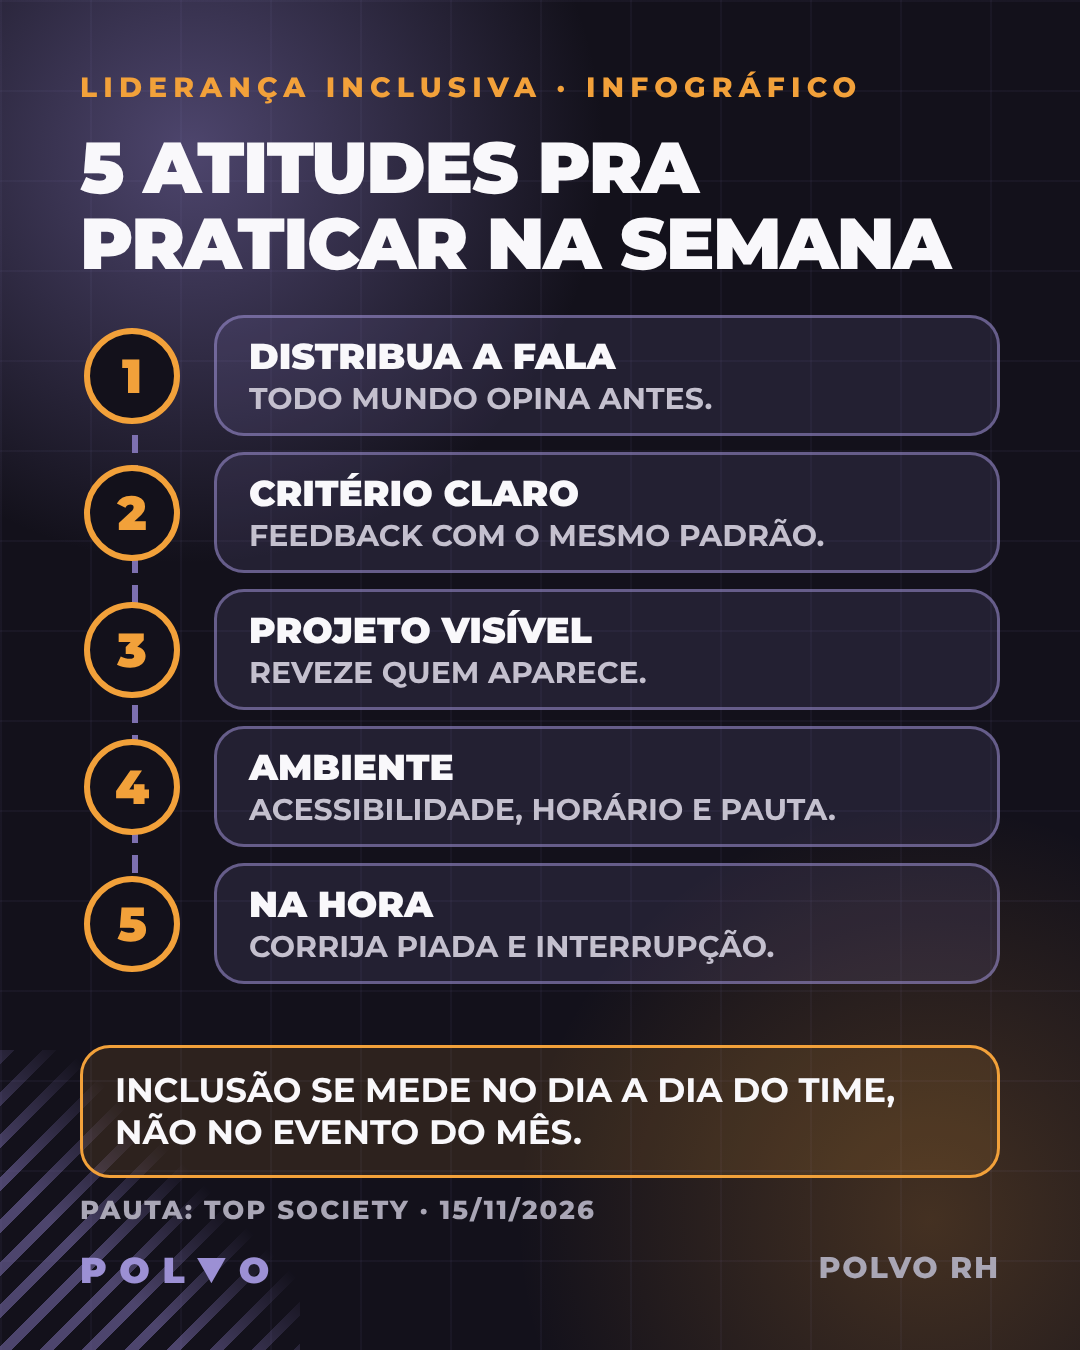 LIDERANÇA INCLUSIVA · INFOGRÁFICO
5 ATITUDES PRA
PRATICAR NA SEMANA
1
DISTRIBUA A FALA
TODO MUNDO OPINA ANTES.
2
CRITÉRIO CLARO
FEEDBACK COM O MESMO PADRÃO.
3
PROJETO VISÍVEL
REVEZE QUEM APARECE.
4
AMBIENTE
ACESSIBILIDADE, HORÁRIO E PAUTA.
5
NA HORA
CORRIJA PIADA E INTERRUPÇÃO.
INCLUSÃO SE MEDE NO DIA A DIA DO TIME,
NÃO NO EVENTO DO MÊS.
PAUTA: TOP SOCIETY · 15/11/2026
POLVO
POLVO RH